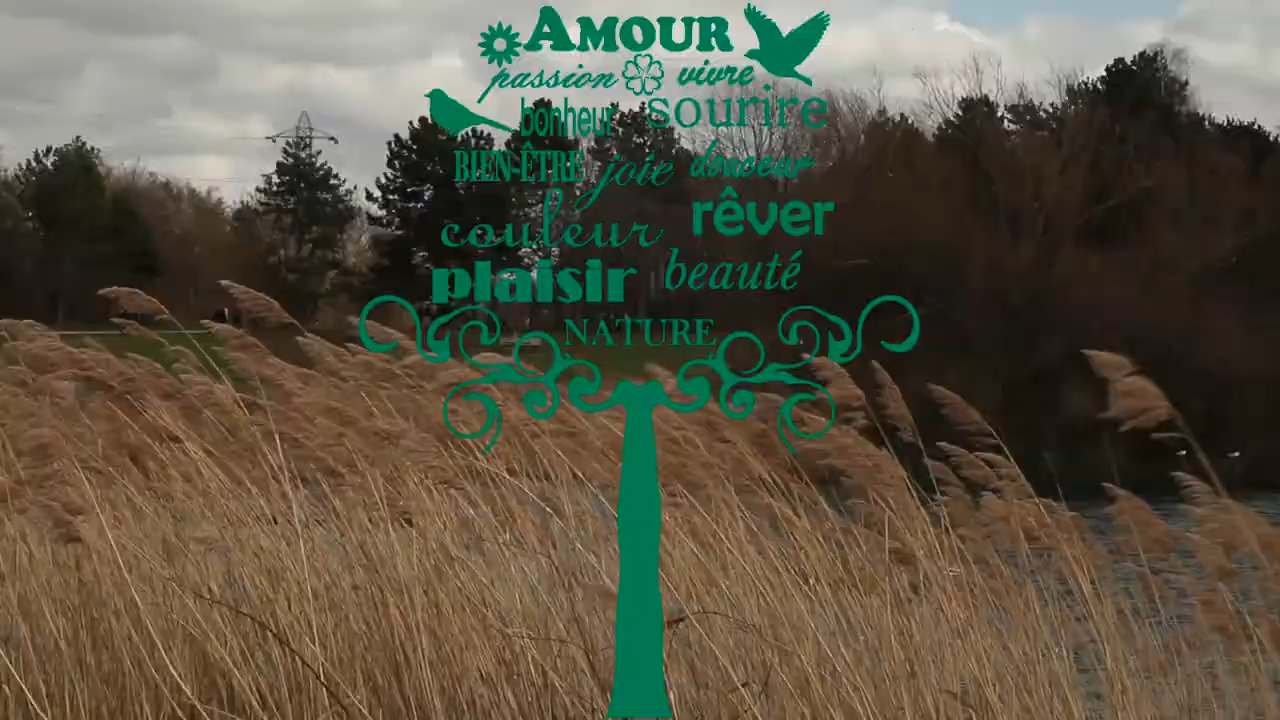 AMOUR
passion vivre
bonheur sourire
BIEN-ÊTRE joie douceur
couleur rêver
plaisir beauté
NATURE